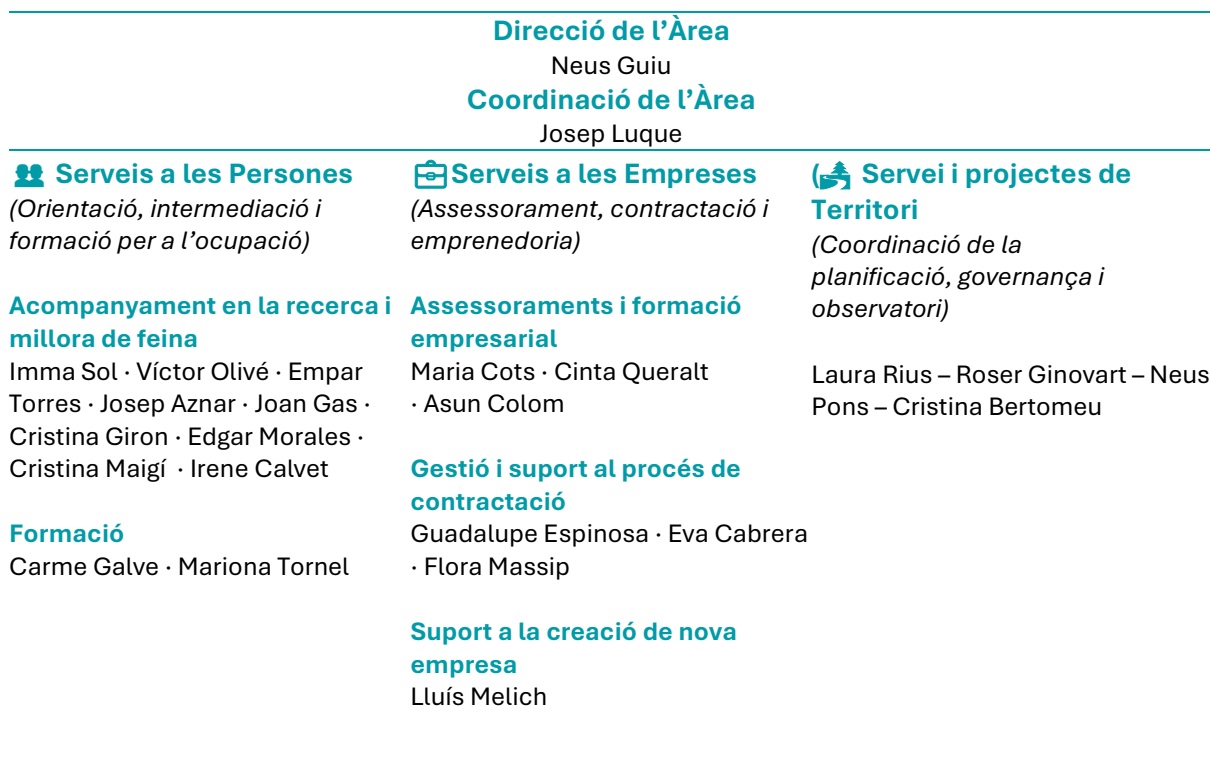 Direcció de l’Àrea
Neus Guiu
Coordinació de l’Àrea
Josep Luque
Serveis a les Persones
(Orientació, intermediació i
formació per a l’ocupació)
Acompanyament en la recerca i
millora de feina
Imma Sol · Víctor Olivé · Empar
Torres · Josep Aznar · Joan Gas ·
Cristina Giron · Edgar Morales ·
Cristina Maigí · Irene Calvet
Formació
Carme Galve · Mariona Tornel
Serveis a les Empreses
(Assessorament, contractació i
emprenedoria)
Assessoraments i formació
empresarial
Maria Cots · Cinta Queralt
· Asun Colom
Gestió i suport al procés de
contractació
Guadalupe Espinosa · Eva Cabrera
· Flora Massip
Suport a la creació de nova
empresa
Lluís Melich
( Servei i projectes de
Territori
(Coordinació de la
planificació, governança i
observatori)
Laura Rius – Roser Ginovart – Neus
Pons – Cristina Bertomeu